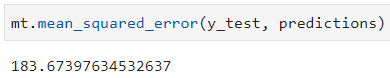 mt.mean_squared_error(y_test, predictions)
183.67397634532637